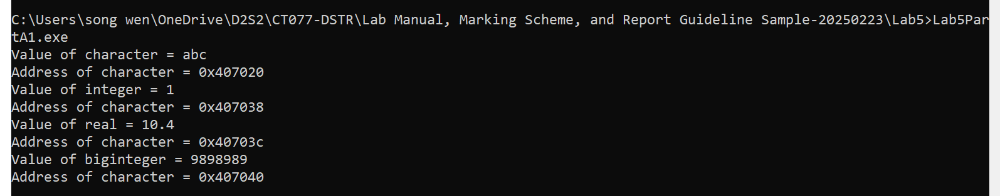 C:\Users\song wen\OneDrive\D2S2\CT077-DSTR\Lab Manual, Marking Scheme, and Report Guideline Sample-20250223\Lab5>Lab5Par
tA1.exe
Value of character = abc
Address of character = 0x407020
Value of integer = 1
Address of character = 0x407038
Value of real = 10.4
Address of character = 0x40703c
Value of biginteger = 9898989
Address of character = 0x407040